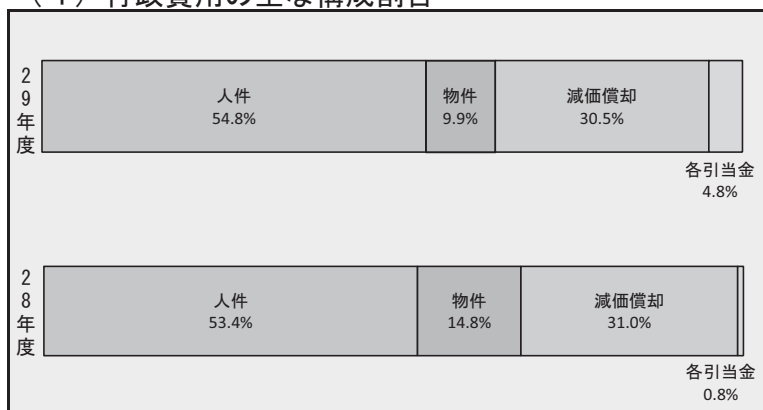 (1)行政費用の主な構成割合
29年度
人件
54.8%
物件
9.9%
減価償却
30.5%
各引当金
4.8%
28年度
人件
53.4%
物件
14.8%
減価償却
31.0%
各引当金
0.8%